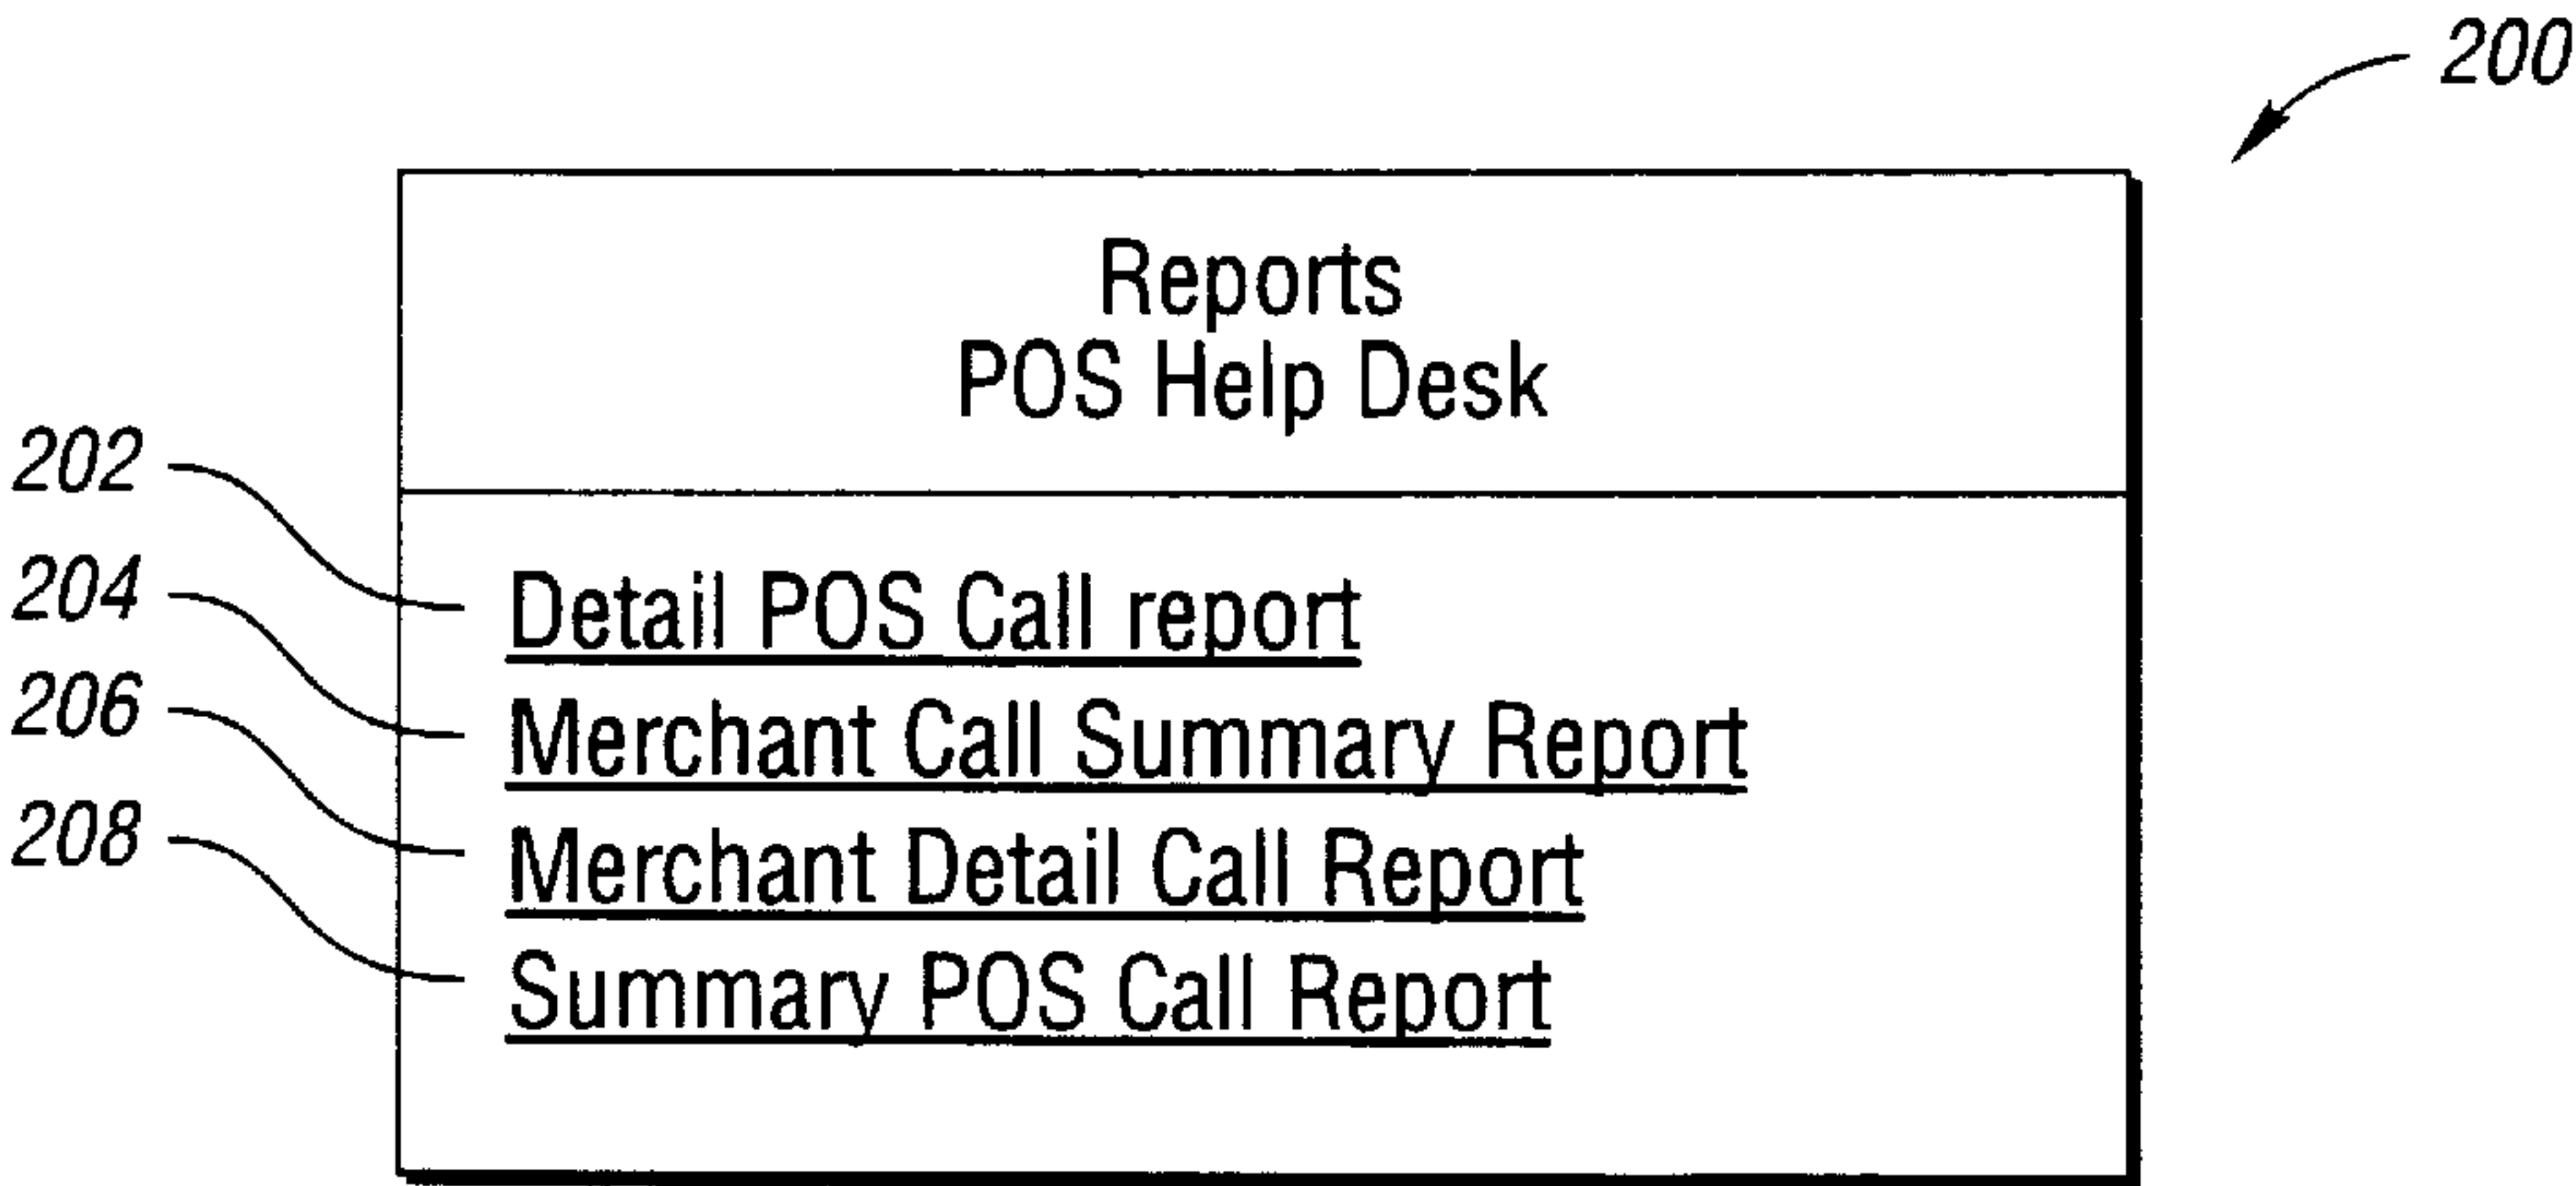 200
Reports
POS Help Desk
202
Detail POS Call report
204
Merchant Call Summary Report
206
Merchant Detail Call Report
208
Summary POS Call Report